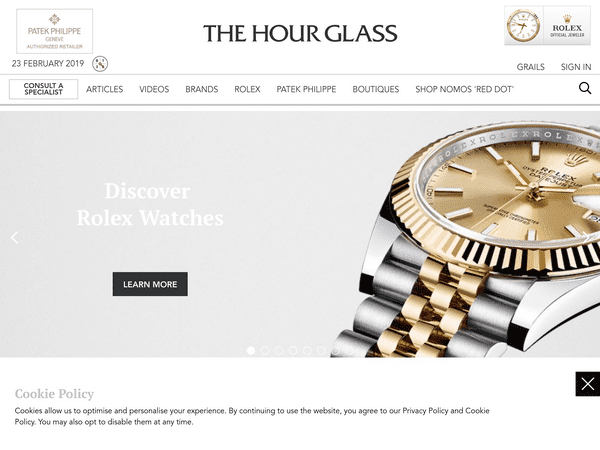 PATEK PHILIPPE
GENEVE
AUTHORIZED RETAILER
THE HOUR GLASS
ROLEX
OFFICIAL JEWELER
23 FEBRUARY 2019
GRAILS
SIGN IN
CONSULT A
SPECIALIST
ARTICLES
VIDEOS
BRANDS
ROLEX
PATEK PHILIPPE
BOUTIQUES
SHOP NOMOS 'RED DOT'
Discover
Rolex Watches
LEARN MORE
ROLEX
OYSTER PERPETUAL
DATEJUST
Cookie Policy
Cookies allow us to optimise and personalise your experience. By continuing to use the website, you agree to our Privacy Policy and Cookie
Policy. You may also opt to disable them at any time.